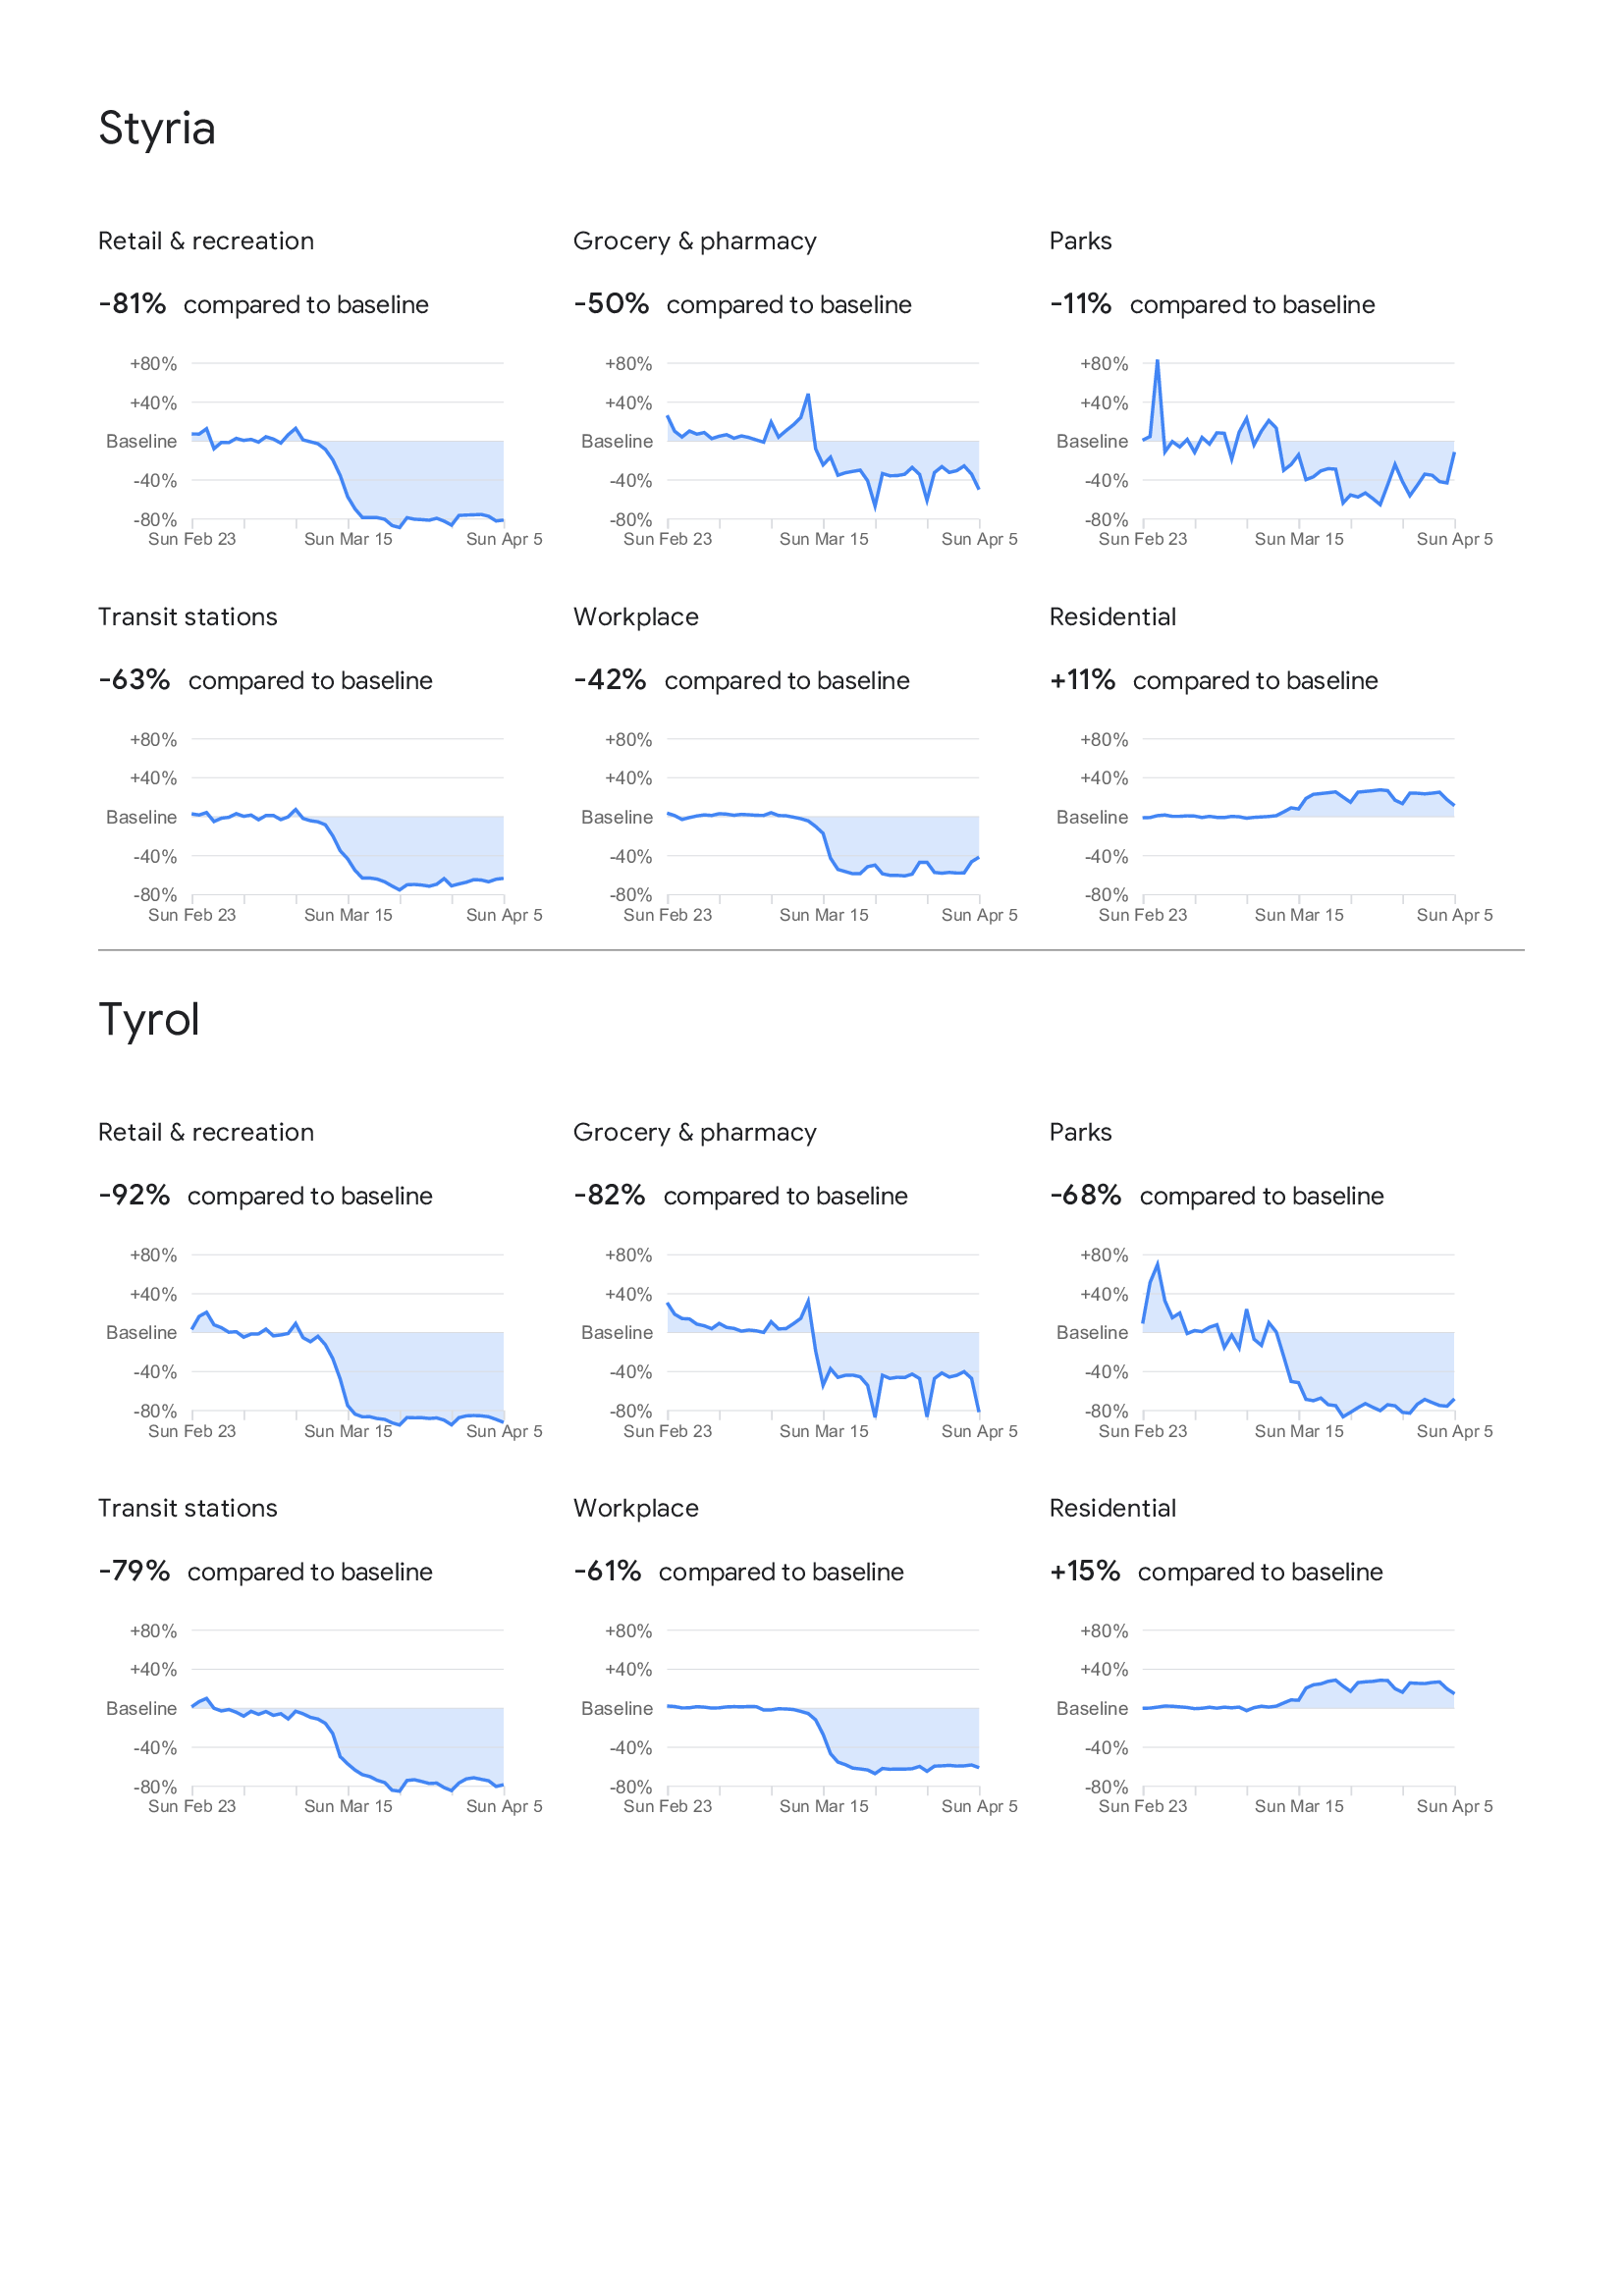 Styria
Retail & recreation
-81% compared to baseline
+80%
+40%
Baseline
-40%
-80%
Sun Feb 23 Sun Mar 15 Sun Apr 5
Grocery & pharmacy
-50% compared to baseline
+80%
+40%
Baseline
-40%
-80%
Sun Feb 23 Sun Mar 15 Sun Apr 5
Parks
-11% compared to baseline
+80%
+40%
Baseline
-40%
-80%
Sun Feb 23 Sun Mar 15 Sun Apr 5
Transit stations
-63% compared to baseline
+80%
+40%
Baseline
-40%
-80%
Sun Feb 23 Sun Mar 15 Sun Apr 5
Workplace
-42% compared to baseline
+80%
+40%
Baseline
-40%
-80%
Sun Feb 23 Sun Mar 15 Sun Apr 5
Residential
+11% compared to baseline
+80%
+40%
Baseline
-40%
-80%
Sun Feb 23 Sun Mar 15 Sun Apr 5
Tyrol
Retail & recreation
-92% compared to baseline
+80%
+40%
Baseline
-40%
-80%
Sun Feb 23 Sun Mar 15 Sun Apr 5
Grocery & pharmacy
-82% compared to baseline
+80%
+40%
Baseline
-40%
-80%
Sun Feb 23 Sun Mar 15 Sun Apr 5
Parks
-68% compared to baseline
+80%
+40%
Baseline
-40%
-80%
Sun Feb 23 Sun Mar 15 Sun Apr 5
Transit stations
-79% compared to baseline
+80%
+40%
Baseline
-40%
-80%
Sun Feb 23 Sun Mar 15 Sun Apr 5
Workplace
-61% compared to baseline
+80%
+40%
Baseline
-40%
-80%
Sun Feb 23 Sun Mar 15 Sun Apr 5
Residential
+15% compared to baseline
+80%
+40%
Baseline
-40%
-80%
Sun Feb 23 Sun Mar 15 Sun Apr 5